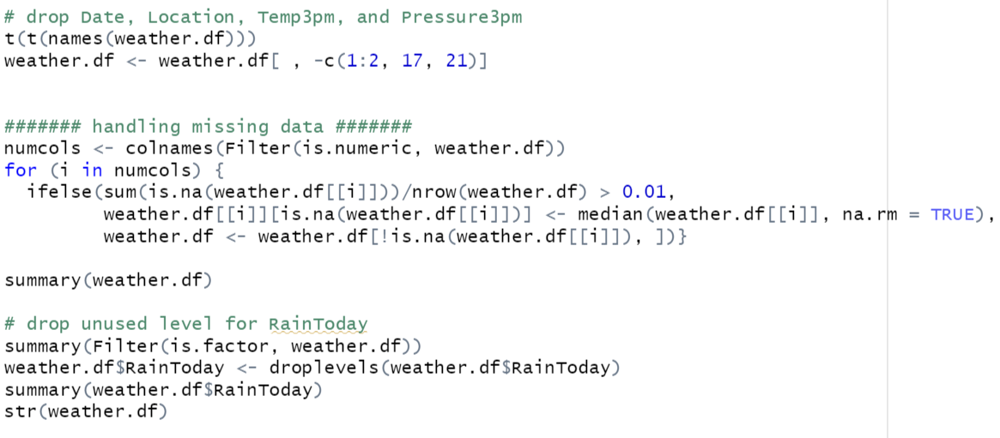 # drop Date, Location, Temp3pm, and Pressure3pm
t(t(names(weather.df)))
weather.df <- weather.df[ , -c(1:2, 17, 21)]
####### handling missing data #######
numcols <- colnames(Filter(is.numeric, weather.df))
for (i in numcols) {
  ifelse(sum(is.na(weather.df[[i]]))/nrow(weather.df) > 0.01,
         weather.df[[i]][is.na(weather.df[[i]])] <- median(weather.df[[i]], na.rm = TRUE),
         weather.df <- weather.df[!is.na(weather.df[[i]]), ])}
summary(weather.df)
# drop unused level for RainToday
summary(Filter(is.factor, weather.df))
weather.df$RainToday <- droplevels(weather.df$RainToday)
summary(weather.df$RainToday)
str(weather.df)